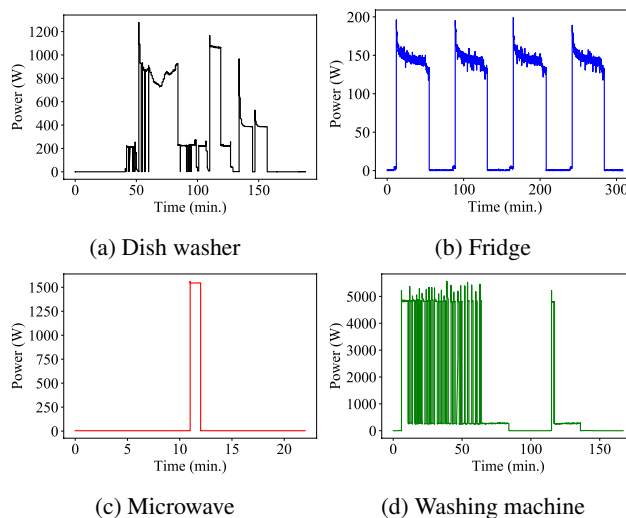 1200
1000
800
600
400
200
0
Power (W)
0 50 100 150
Time (min.)
(a) Dish washer
200
150
100
50
0
Power (W)
0 100 200 300
Time (min.)
(b) Fridge
1500
1250
1000
750
500
250
0
Power (W)
0 5 10 15 20
Time (min.)
(c) Microwave
5000
4000
3000
2000
1000
0
Power (W)
0 50 100 150
Time (min.)
(d) Washing machine